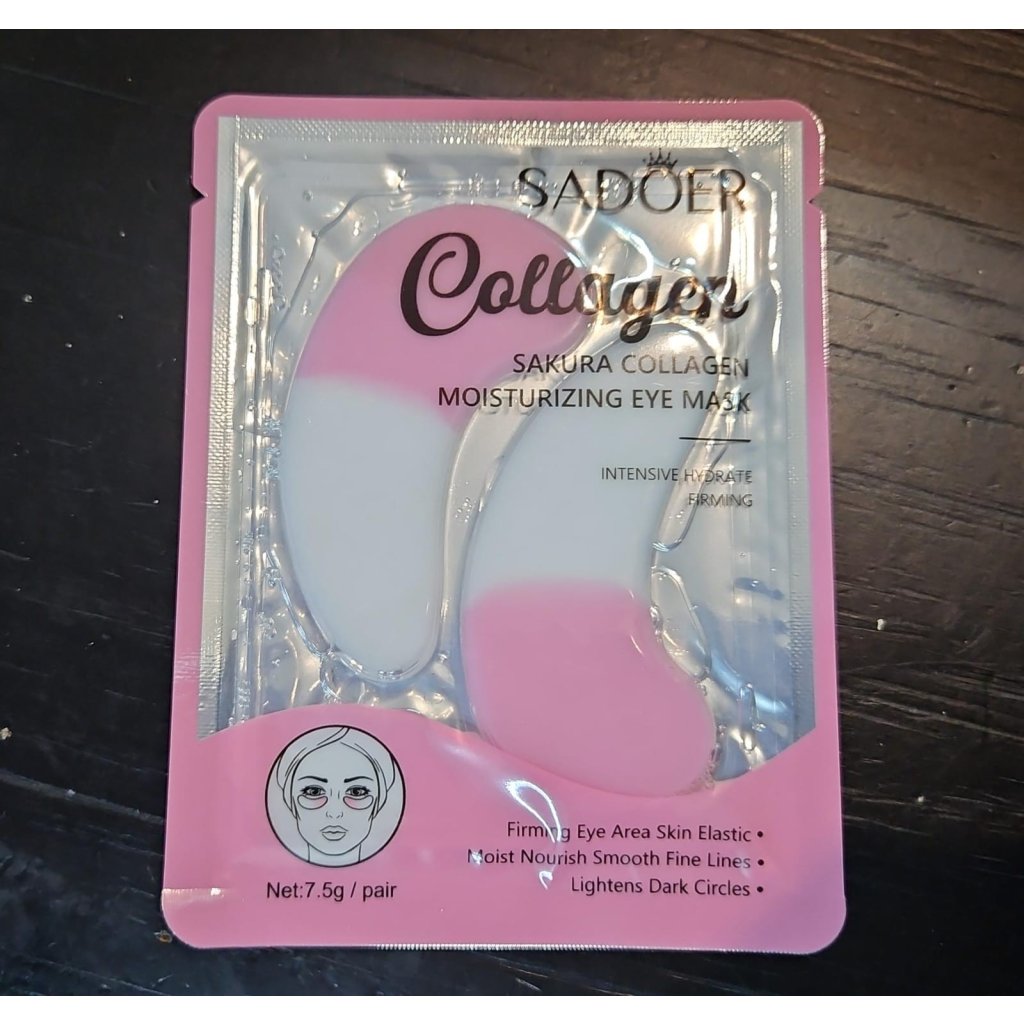 SADOER
Collagen
SAKURA COLLAGEN
MOISTURIZING EYE MASK
INTENSIVE HYDRATE
FIRMING
Firming Eye Area Skin Elastic •
Moist Nourish Smooth Fine Lines •
Lightens Dark Circles •
Net:7.5g / pair